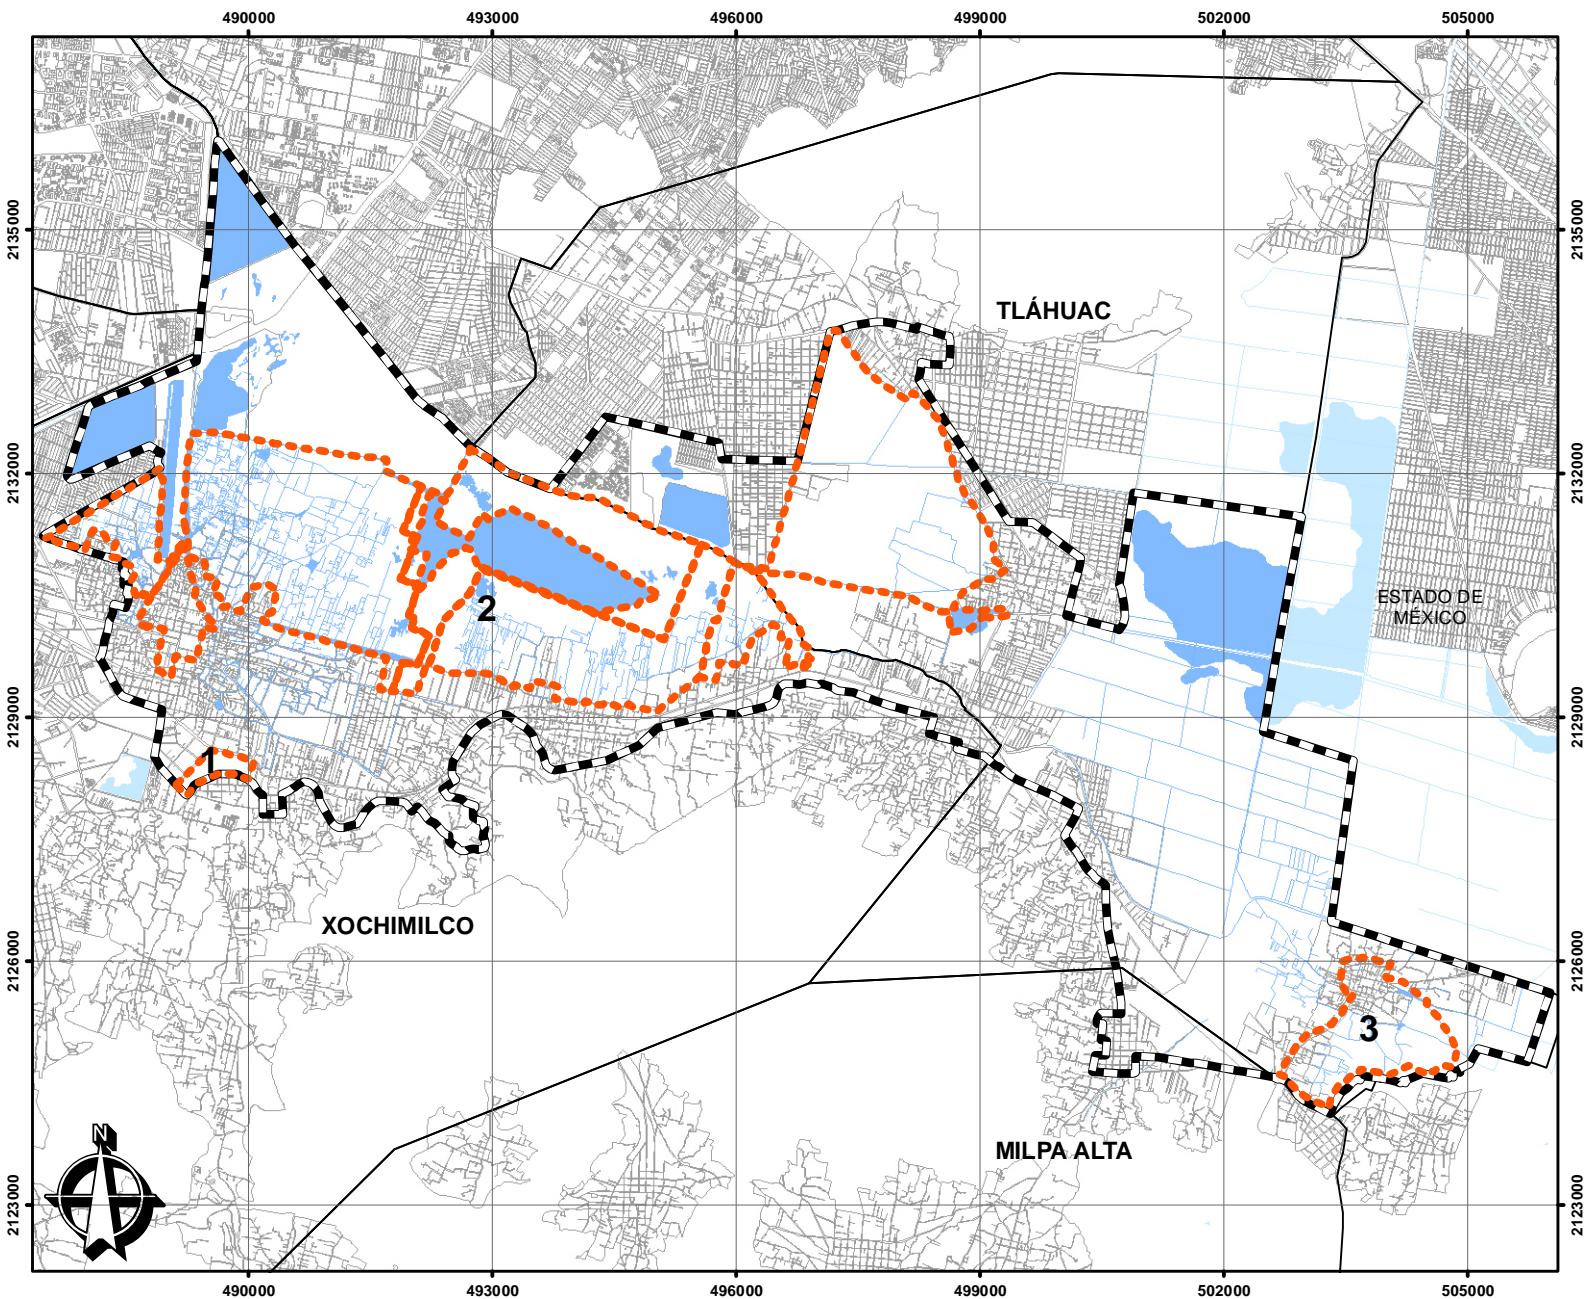 490000 493000 496000 499000 502000 505000
2135000 2135000
TLÁHUAC
2132000 2132000
ESTADO DE
MÉXICO
2
2129000 2129000
1
XOCHIMILCO
2126000 2126000
3
N
MILPA ALTA
2123000 2123000
490000 493000 496000 499000 502000 505000